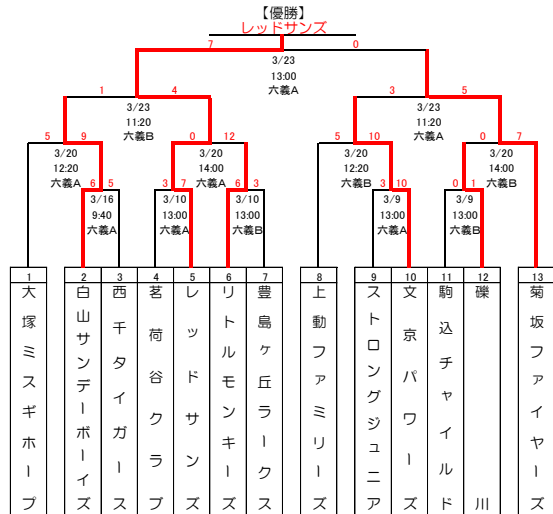 【優勝】
レッドサンズ
7 0
3/23
13:00
六義A
1 4 3 5
3/23 3/23
11:20 11:20
六義B 六義A
5 9 0 12 5 10 0 7
3/20 3/20 3/20 3/20
12:20 14:00 12:20 14:00
六義A 六義A 六義B 六義B
6 5 3 7 6 3 3 10 0 1
3/16 3/10 3/10 3/9 3/9
9:40 13:00 13:00 13:00 13:00
六義A 六義A 六義B 六義A 六義B
1 2 3 4 5 6 7 8 9 10 11 12 13
大塚ミスギホープ
白山サンデーボーイズ
西千タイガース
茗荷谷クラブ
レッドサンズ
リトルモンキーズ
豊島ヶ丘ラークス
上動ファミリーズ
ストロングジュニア
文京パワーズ
駒込チャイルド
礫川
菊坂ファイヤーズ